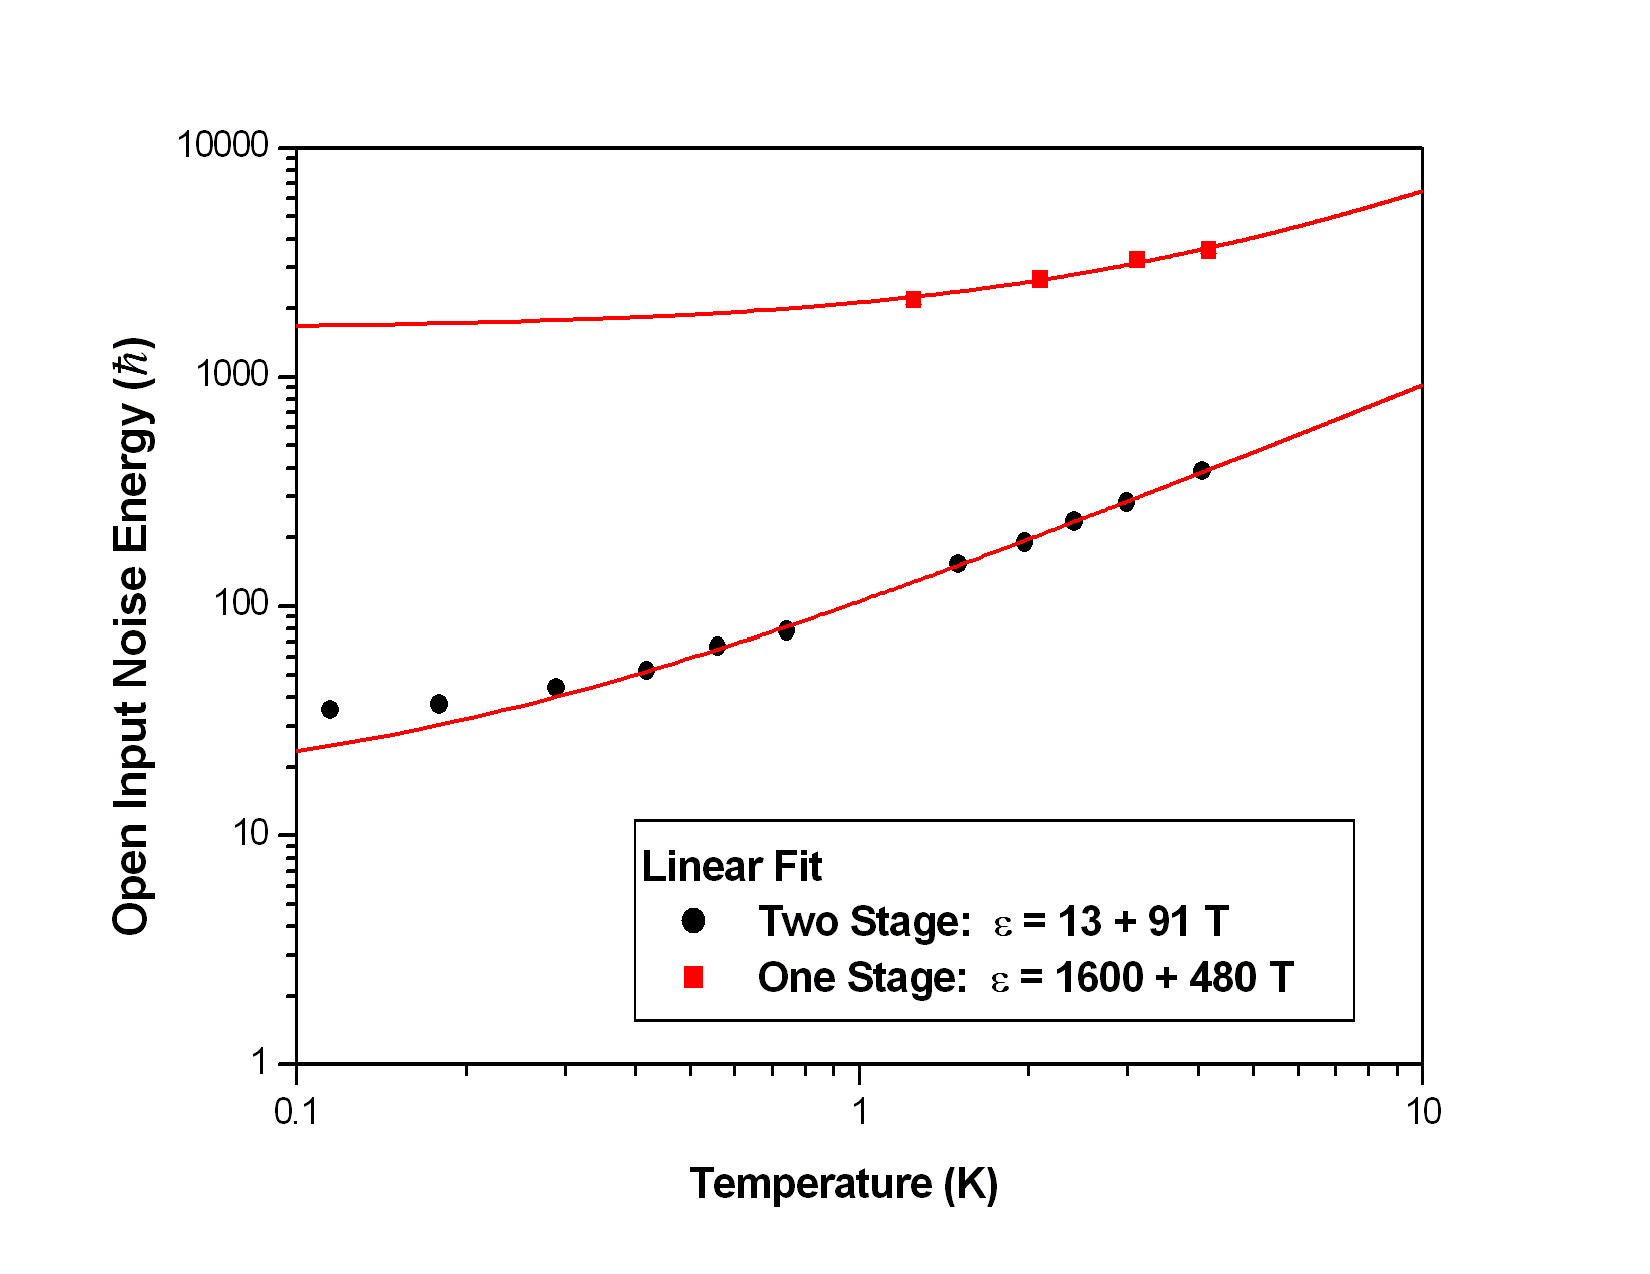 10000
1000
100
10
1
0.1
1
10
Open Input Noise Energy (ħ)
Temperature (K)
Linear Fit
Two Stage: ε = 13 + 91 T
One Stage: ε = 1600 + 480 T